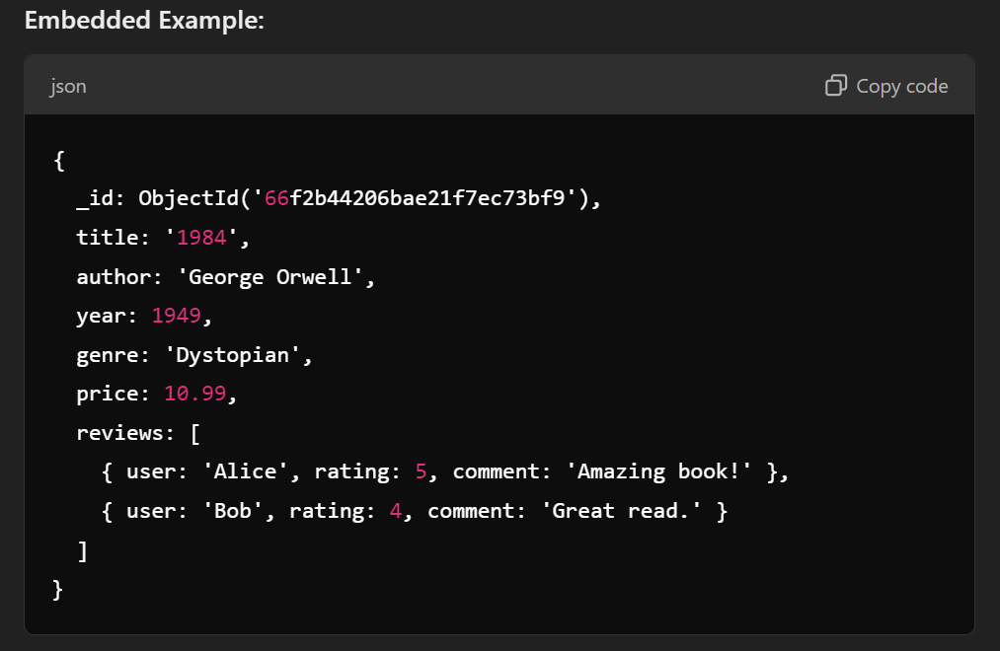 Embedded Example:
json
Copy code
{
  _id: ObjectId('66f2b44206bae21f7ec73bf9'),
  title: '1984',
  author: 'George Orwell',
  year: 1949,
  genre: 'Dystopian',
  price: 10.99,
  reviews: [
    { user: 'Alice', rating: 5, comment: 'Amazing book!' },
    { user: 'Bob', rating: 4, comment: 'Great read.' }
  ]
}